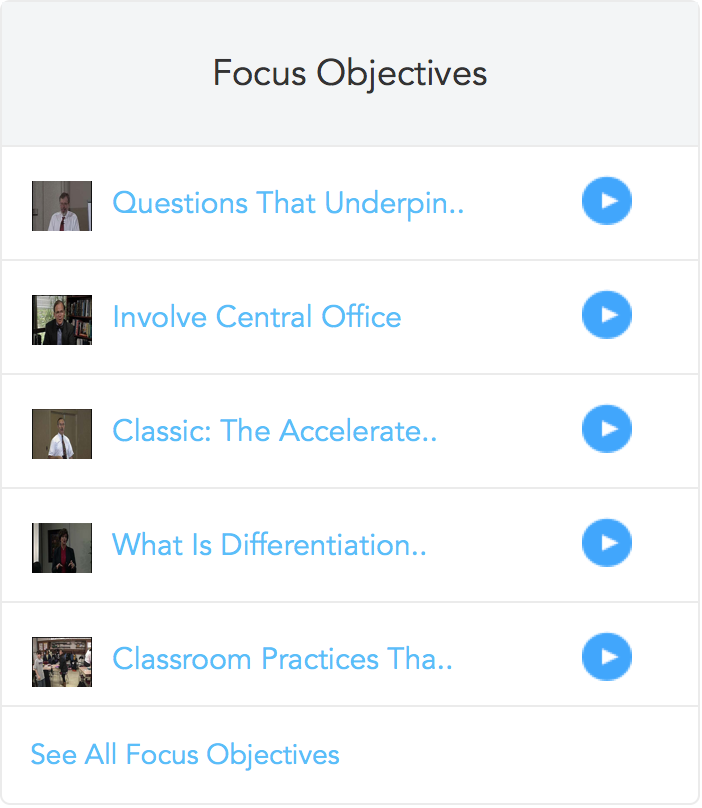 Focus Objectives
Questions That Underpin..
Involve Central Office
Classic: The Accelerate..
What Is Differentiation..
Classroom Practices Tha..
See All Focus Objectives